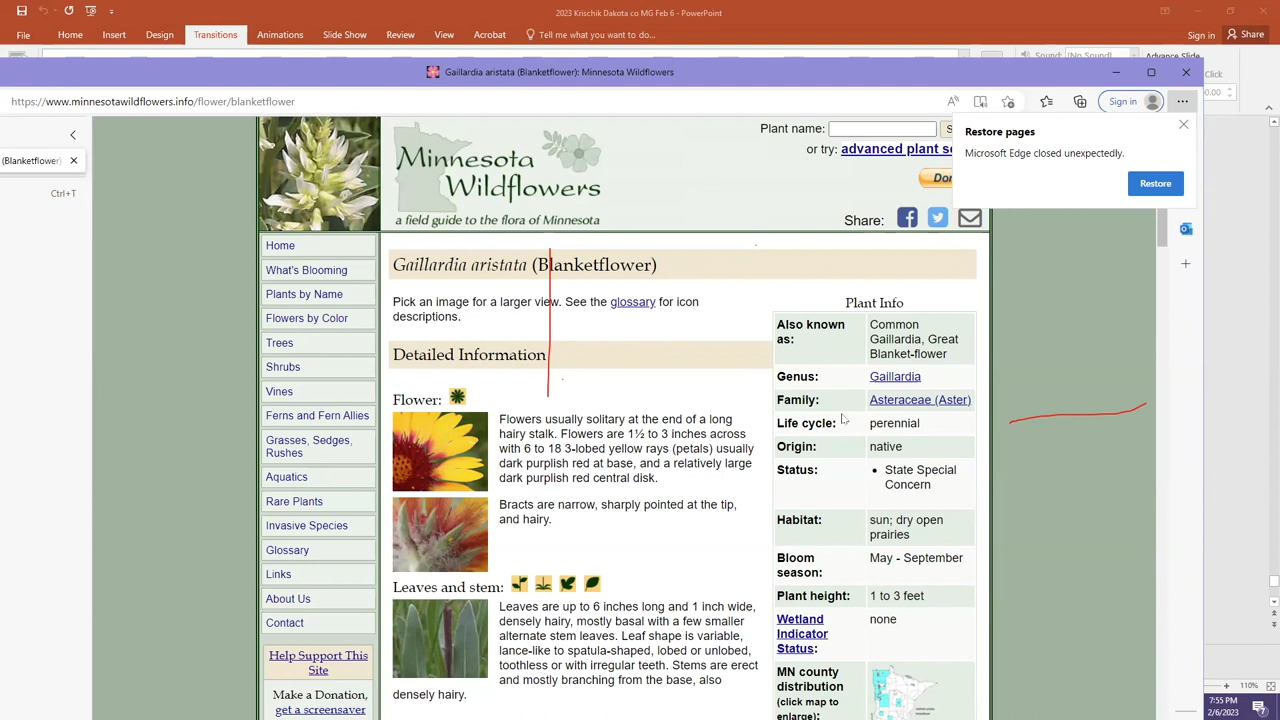 2023 Krischik Dakota co MG Feb 6 - PowerPoint
File Home Insert Design Transitions Animations Slide Show Review View Acrobat Tell me what you want to do... Sign in Share
Sound: Advance Slide
Click
Gaillardia aristata (Blanketflower): Minnesota Wildflowers
https://www.minnesotawildflowers.info/flower/blanketflower
Sign in
(Blanketflower)
Ctrl+T
Restore pages
Microsoft Edge closed unexpectedly.
Restore
Minnesota
Wildflowers
a field guide to the flora of Minnesota
Plant name:
or try: advanced plant
Share:
Home
What's Blooming
Plants by Name
Flowers by Color
Trees
Shrubs
Vines
Ferns and Fern Allies
Grasses, Sedges,
Rushes
Aquatics
Rare Plants
Invasive Species
Glossary
Links
About Us
Contact
Help Support This
Site
Make a Donation,
get a screensaver
Gaillardia aristata (Blanketflower)
Pick an image for a larger view. See the glossary for icon
descriptions.
Detailed Information
Flower:
Flowers usually solitary at the end of a long
hairy stalk. Flowers are 1½ to 3 inches across
with 6 to 18 3-lobed yellow rays (petals) usually
dark purplish red at base, and a relatively large
dark purplish red central disk.
Bracts are narrow, sharply pointed at the tip,
and hairy.
Leaves and stem:
Leaves are up to 6 inches long and 1 inch wide,
densely hairy, mostly basal with a few smaller
alternate stem leaves. Leaf shape is variable,
lance-like to spatula-shaped, lobed or unlobed,
toothless or with irregular teeth. Stems are erect
and mostly branching from the base, also
densely hairy.
Plant Info
Also known as: Common Gaillardia, Great Blanket-flower
Genus: Gaillardia
Family: Asteraceae (Aster)
Life cycle: perennial
Origin: native
Status: • State Special Concern
Habitat: sun; dry open prairies
Bloom season: May - September
Plant height: 1 to 3 feet
Wetland Indicator Status: none
MN county
distribution
(click map to
enlarge):
110%
7:55 PM
2/6/2023